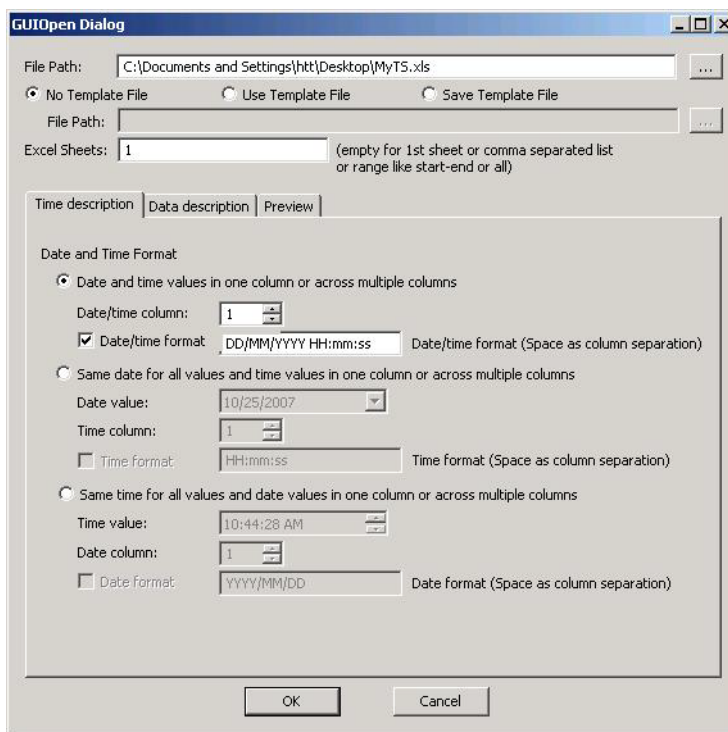 GUIOpen Dialog
File Path: C:\Documents and Settings\htt\Desktop\MyTS.xls ...
No Template File Use Template File Save Template File
File Path: ...
Excel Sheets: 1 (empty for 1st sheet or comma separated list
or range like start-end or all)
Time description Data description Preview
Date and Time Format
Date and time values in one column or across multiple columns
Date/time column: 1
Date/time format DD/MM/YYYY HH:mm:ss Date/time format (Space as column separation)
Same date for all values and time values in one column or across multiple columns
Date value: 10/25/2007
Time column: 1
Time format HH:mm:ss Time format (Space as column separation)
Same time for all values and date values in one column or across multiple columns
Time value: 10:44:28 AM
Date column: 1
Date format YYYY/MM/DD Date format (Space as column separation)
OK Cancel